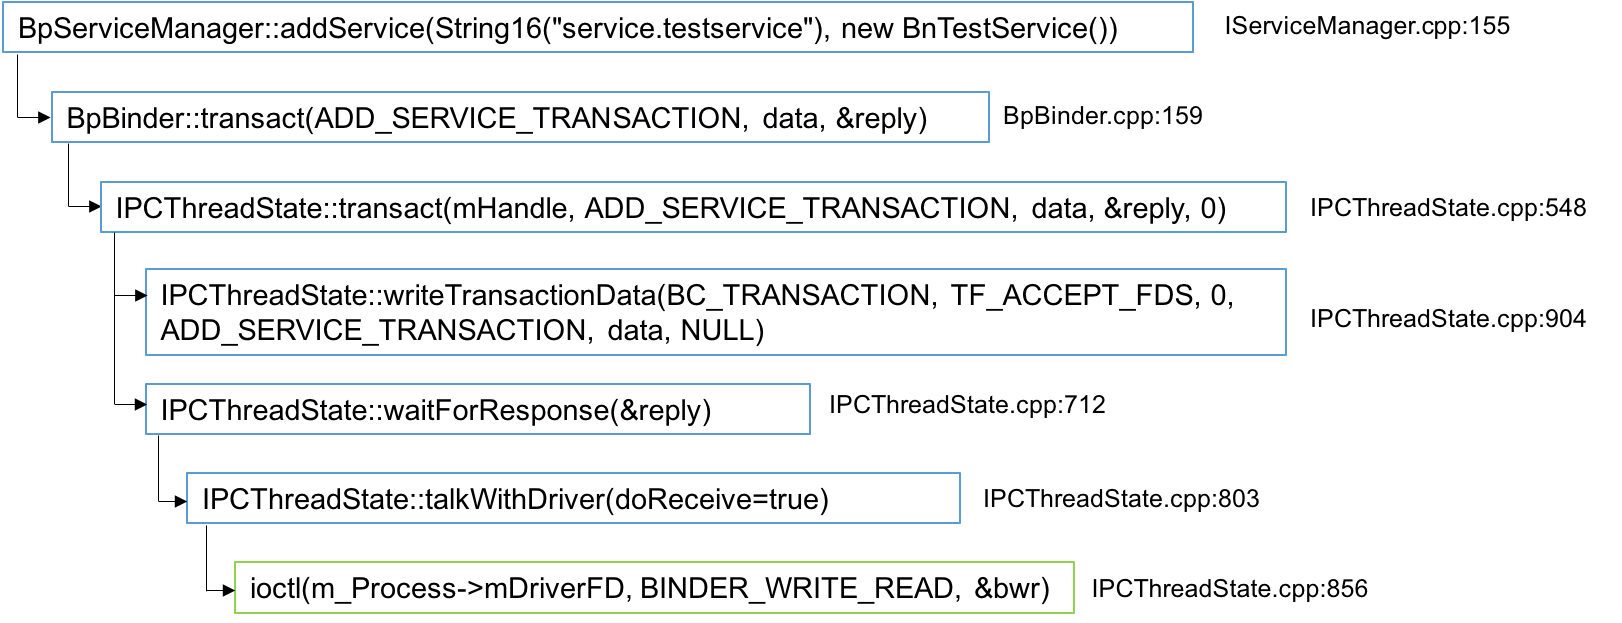 BpServiceManager::addService(String16("service.testservice"), new BnTestService())
IServiceManager.cpp:155
BpBinder::transact(ADD_SERVICE_TRANSACTION, data, &reply)
BpBinder.cpp:159
IPCThreadState::transact(mHandle, ADD_SERVICE_TRANSACTION, data, &reply, 0)
IPCThreadState.cpp:548
IPCThreadState::writeTransactionData(BC_TRANSACTION, TF_ACCEPT_FDS, 0,
ADD_SERVICE_TRANSACTION, data, NULL)
IPCThreadState.cpp:904
IPCThreadState::waitForResponse(&reply)
IPCThreadState.cpp:712
IPCThreadState::talkWithDriver(doReceive=true)
IPCThreadState.cpp:803
ioctl(m_Process->mDriverFD, BINDER_WRITE_READ, &bwr)
IPCThreadState.cpp:856